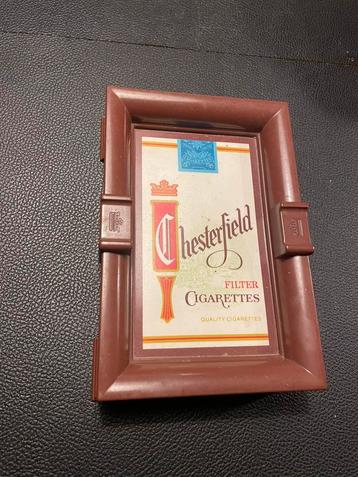 Chesterfield
FILTER
CIGARETTES
QUALITY CIGARETTES